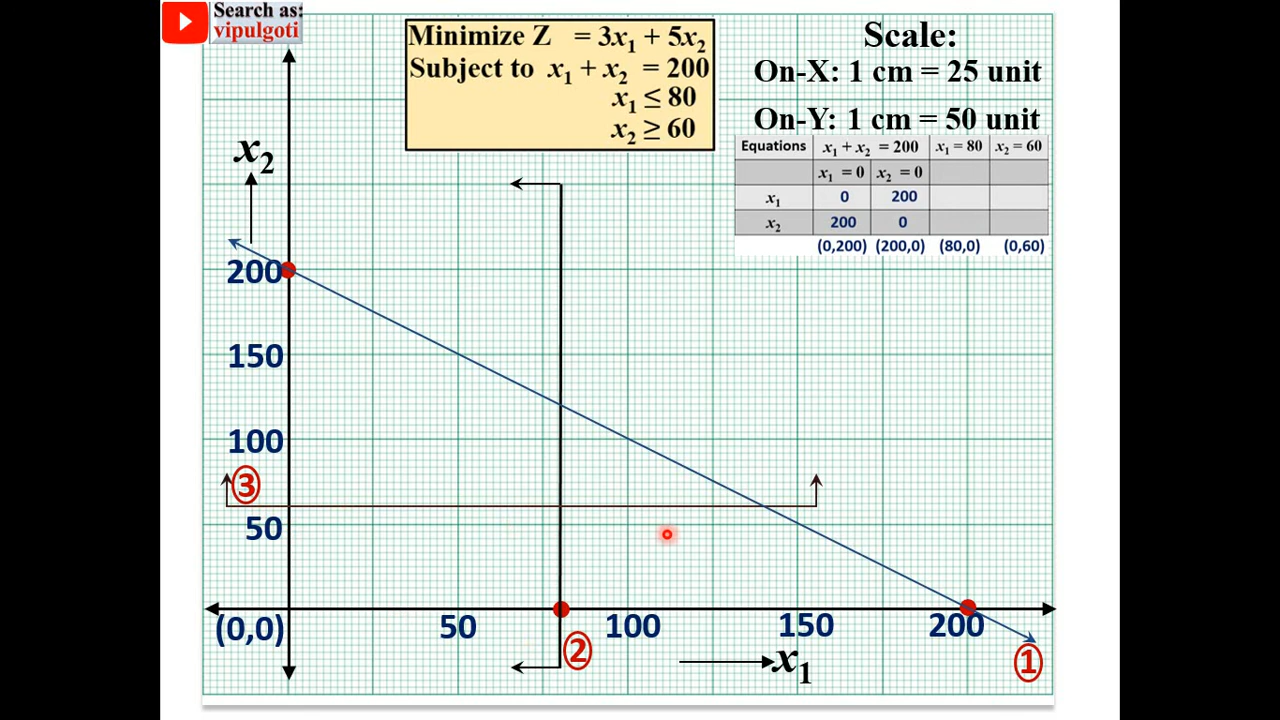 Search as:
vipulgoti
Minimize Z = 3x₁ + 5x₂
Subject to x₁ + x₂ = 200
x₁ ≤ 80
x₂ ≥ 60
Scale:
On-X: 1 cm = 25 unit
On-Y: 1 cm = 50 unit
Equations x₁ + x₂ = 200 x₁ = 80 x₂ = 60
x₁ = 0 x₂ = 0
x₁ 0 200
x₂ 200 0
(0,200) (200,0) (80,0) (0,60)
x₂
200
150
100
③
50
(0,0) 50 100 150 200
② x₁ ①